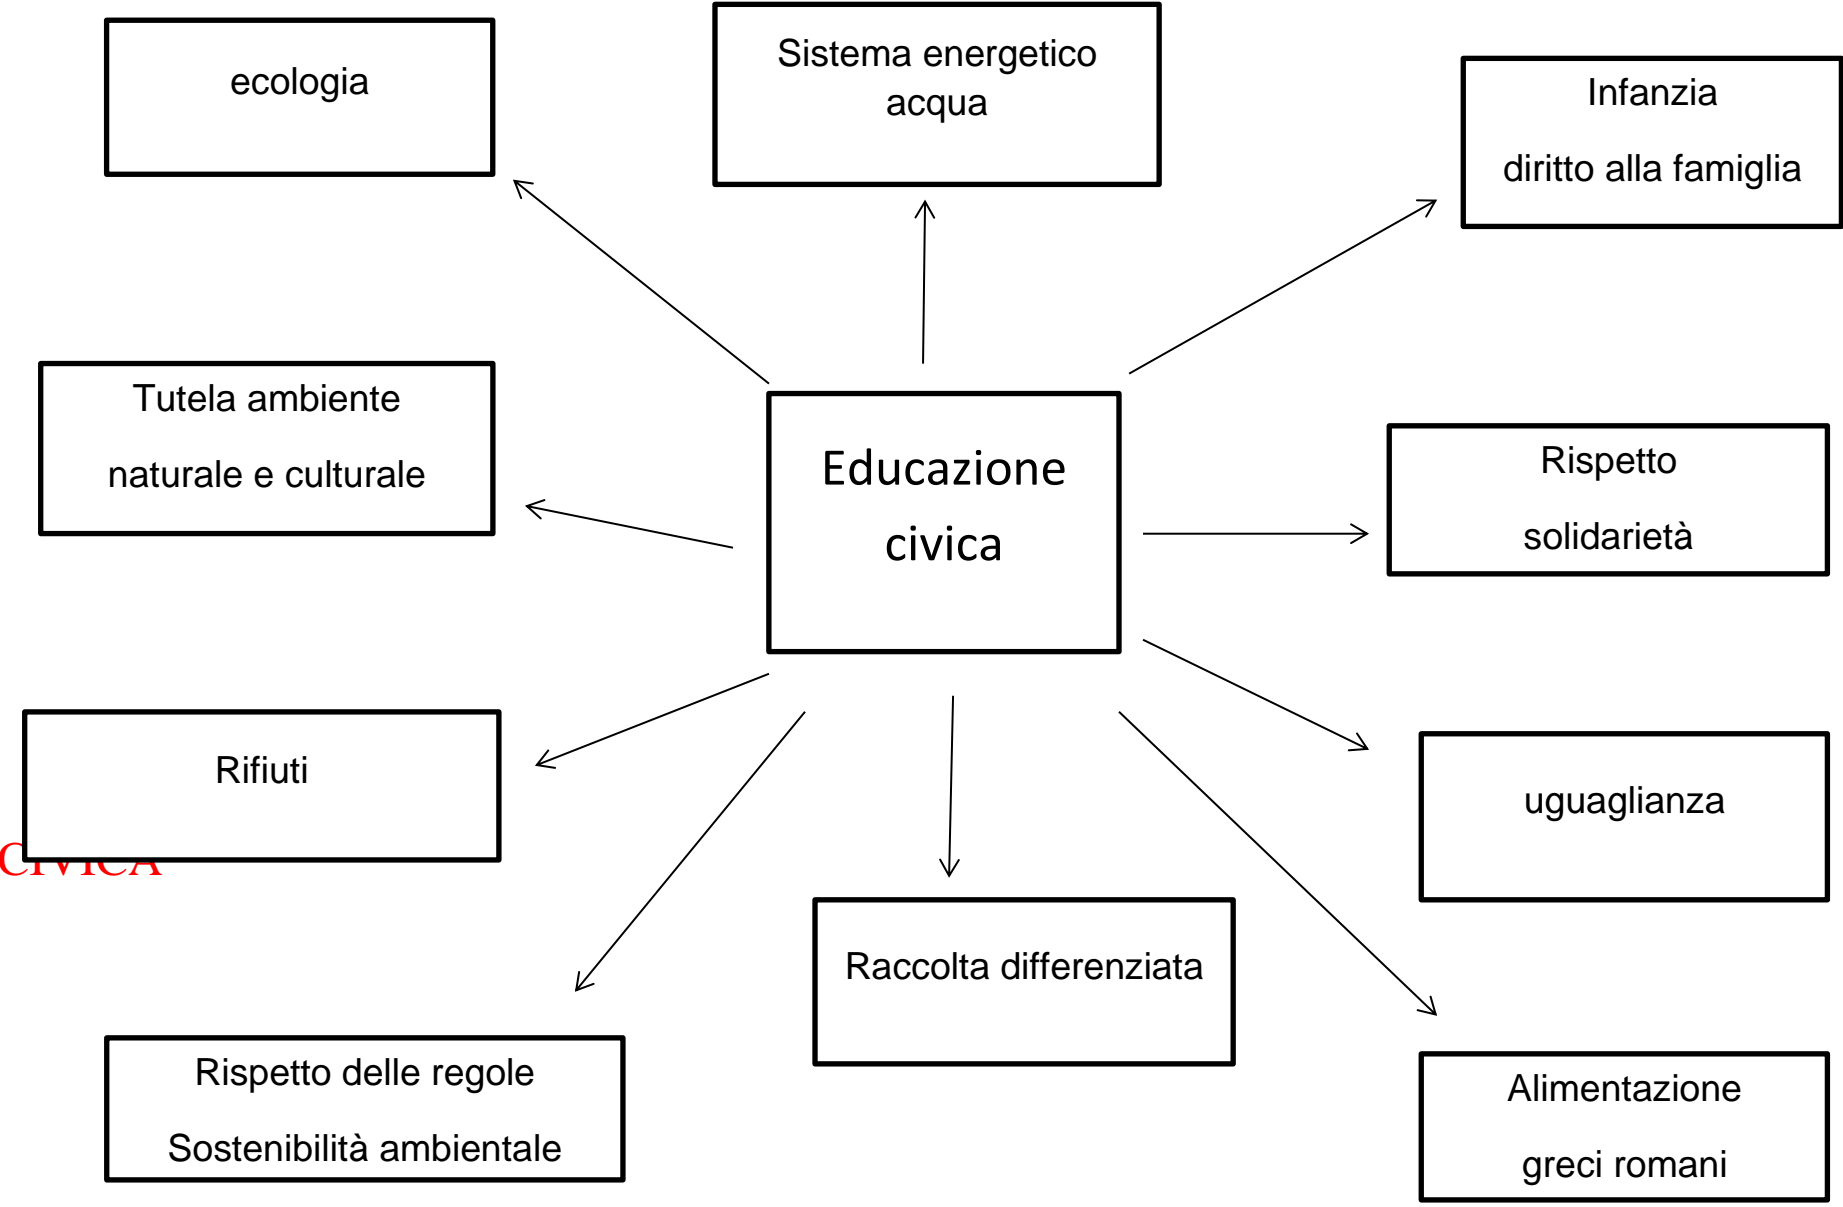 ecologia
Sistema energetico
acqua
Infanzia
diritto alla famiglia
Tutela ambiente
naturale e culturale
Educazione
civica
Rispetto
solidarietà
Rifiuti
uguaglianza
CIVICA
Raccolta differenziata
Rispetto delle regole
Sostenibilità ambientale
Alimentazione
greci romani